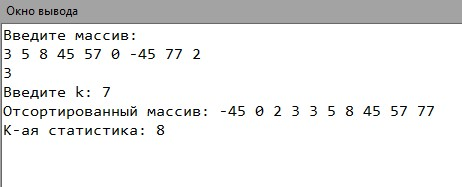 Окно вывода
Введите массив:
3 5 8 45 57 0 -45 77 2
3
Введите k: 7
Отсортированный массив: -45 0 2 3 3 5 8 45 57 77
К-ая статистика: 8